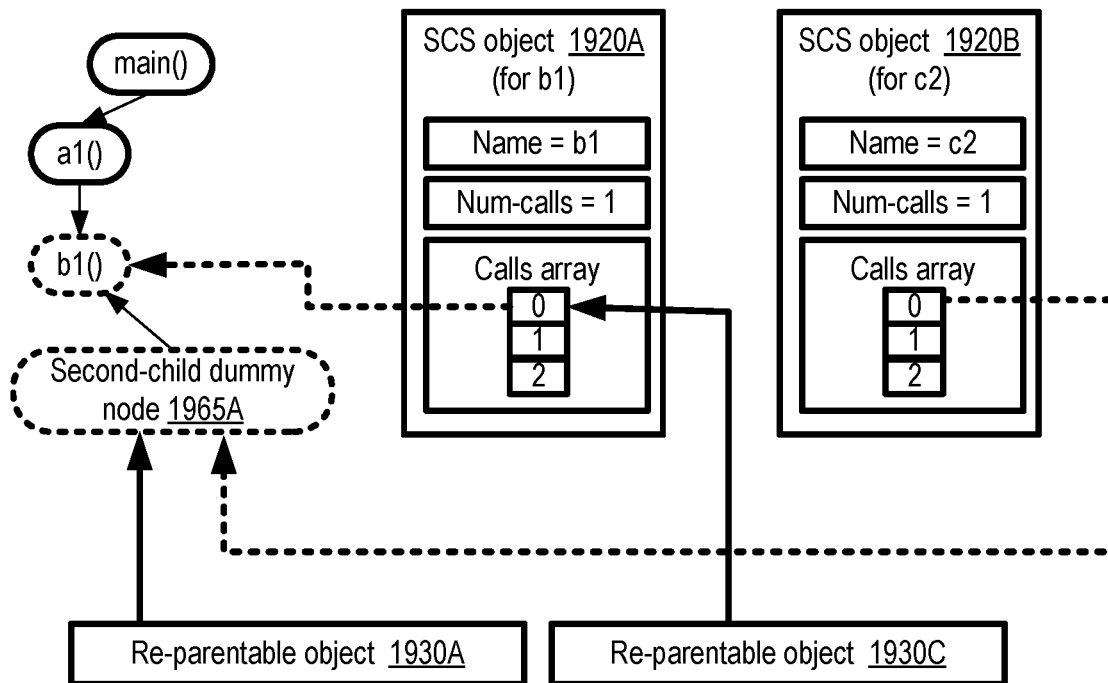 main()
a1()
b1()
Second-child dummy
node 1965A
SCS object 1920A
(for b1)
Name = b1
Num-calls = 1
Calls array
0
1
2
SCS object 1920B
(for c2)
Name = c2
Num-calls = 1
Calls array
0
1
2
Re-parentable object 1930A
Re-parentable object 1930C